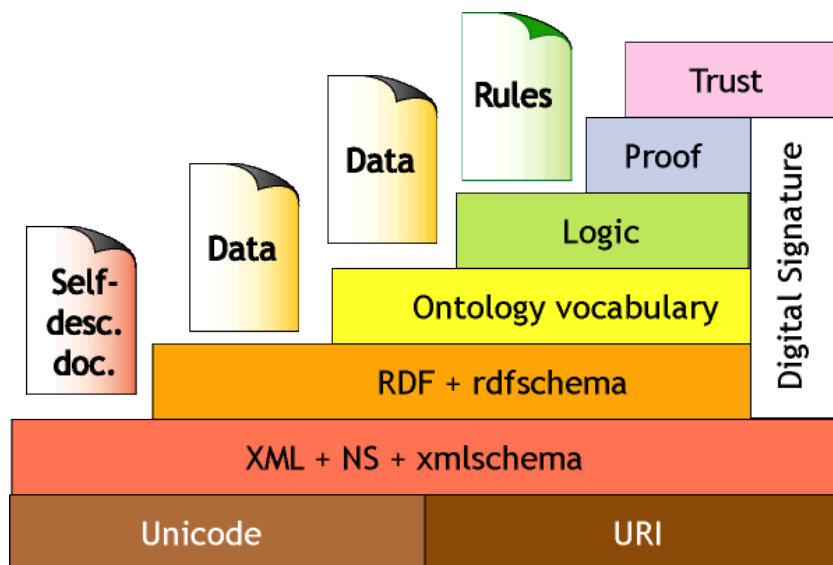 Rules
Trust
Data
Proof
Data
Logic
Self-
desc.
doc.
Ontology vocabulary
Digital Signature
RDF + rdfschema
XML + NS + xmlschema
Unicode
URI